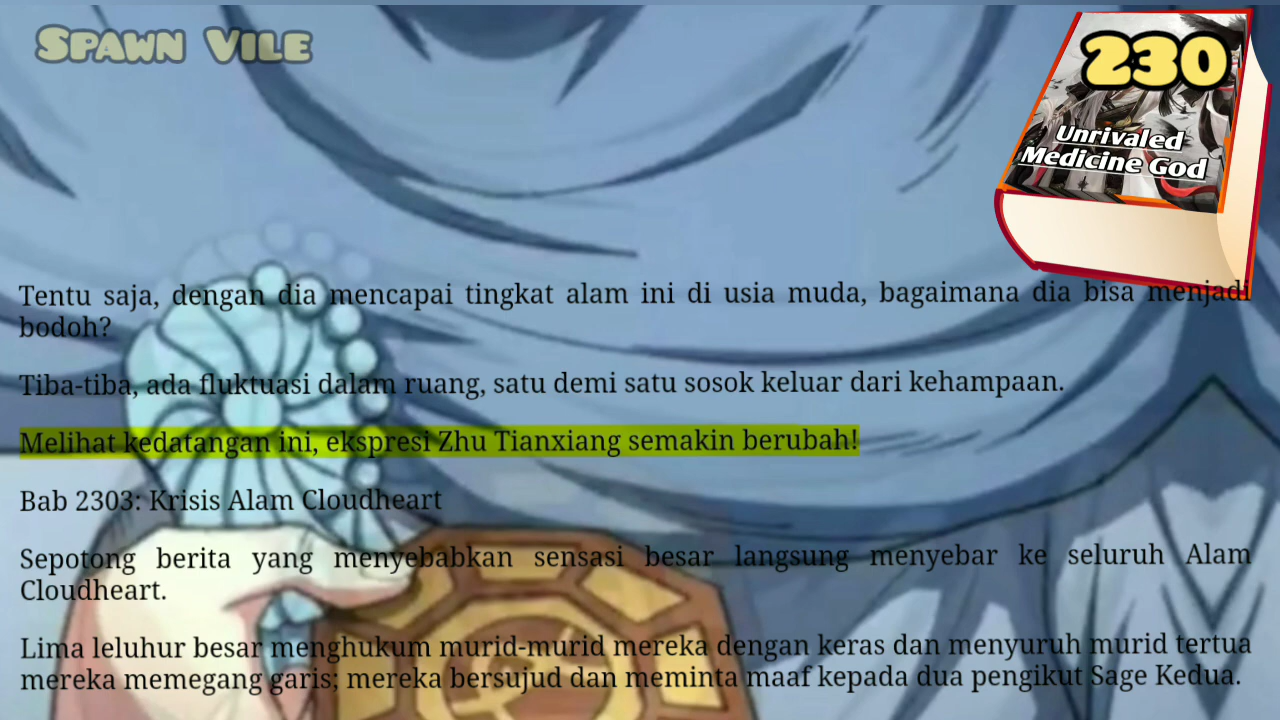 Spawn Vile
230
Unrivaled
Medicine God
Tentu saja, dengan dia mencapai tingkat alam ini di usia muda, bagaimana dia bisa menjadi
bodoh?
Tiba-tiba, ada fluktuasi dalam ruang, satu demi satu sosok keluar dari kehampaan.
Melihat kedatangan ini, ekspresi Zhu Tianxiang semakin berubah!
Bab 2303: Krisis Alam Cloudheart
Sepotong berita yang menyebabkan sensasi besar langsung menyebar ke seluruh Alam
Cloudheart.
Lima leluhur besar menghukum murid-murid mereka dengan keras dan menyuruh murid tertua
mereka memegang garis; mereka bersujud dan meminta maaf kepada dua pengikut Sage Kedua.